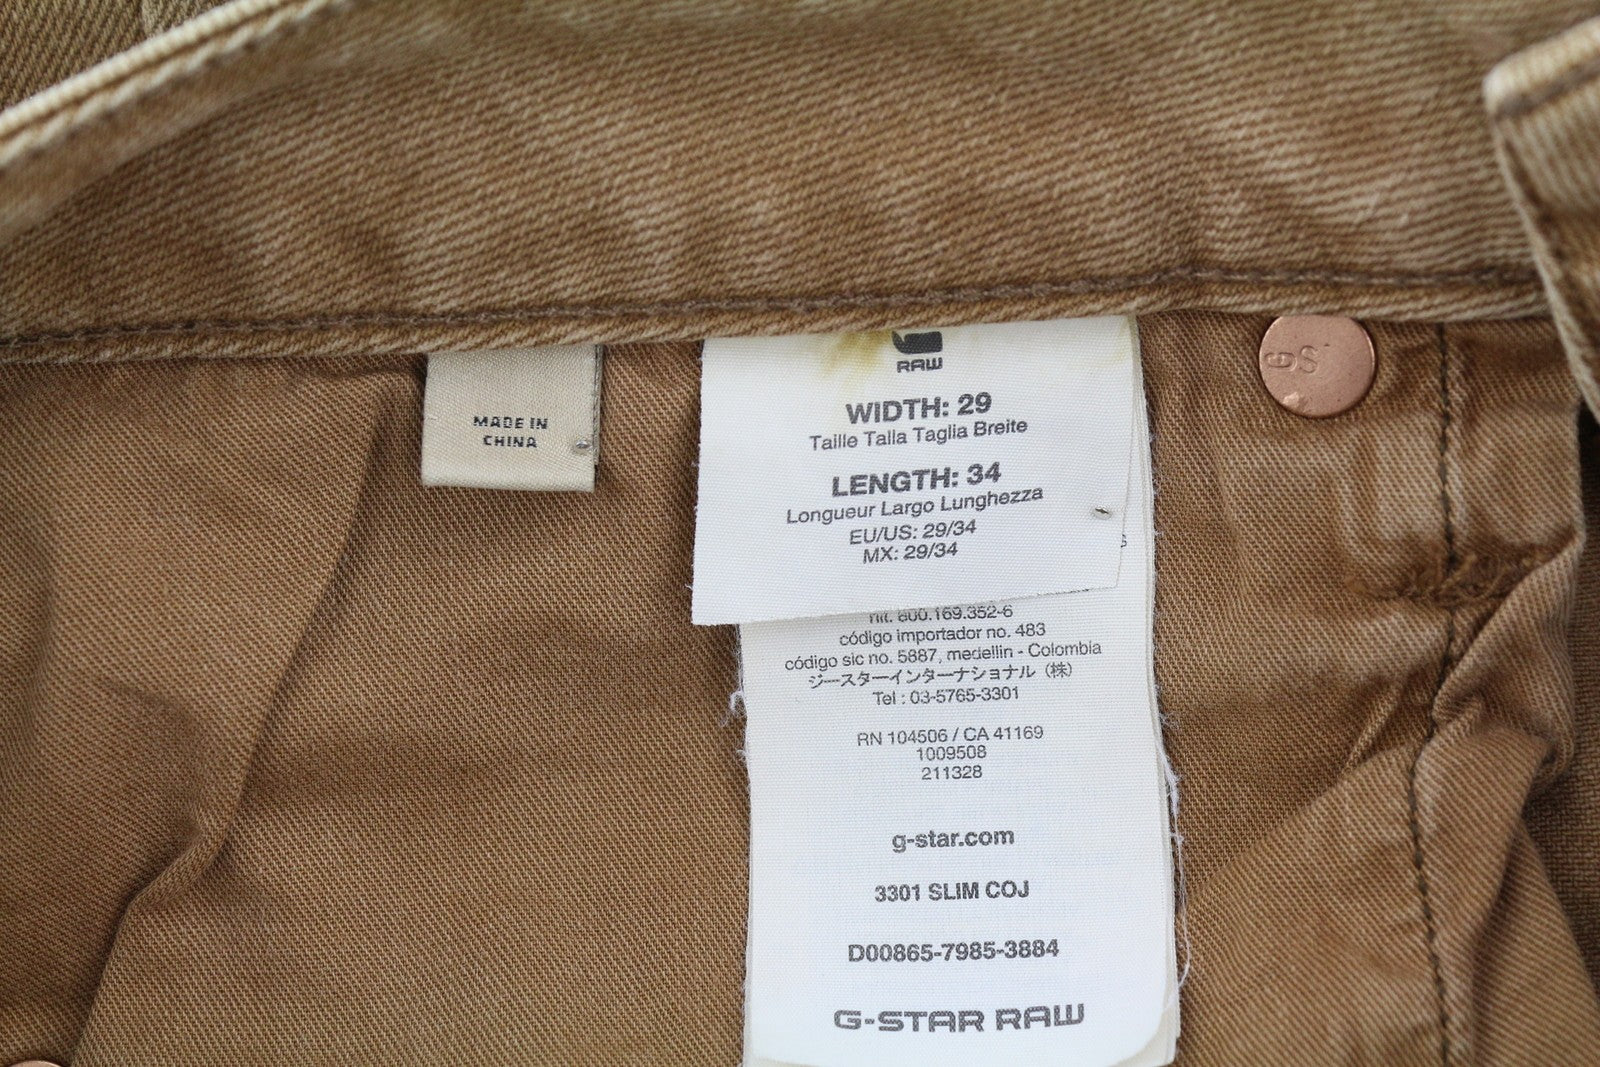 MADE IN
CHINA
RAW
WIDTH: 29
Taille Talla Taglia Breite
LENGTH: 34
Longueur Largo Lunghezza
EU/US: 29/34
MX: 29/34
nit. 800.169.352-6
código importador no. 483
código sic no. 5887, medellin - Colombia
ジースターインターナショナル（株）
Tel : 03-5765-3301
RN 104506 / CA 41169
1009508
211328
g-star.com
3301 SLIM COJ
D00865-7985-3884
G-STAR RAW
GS